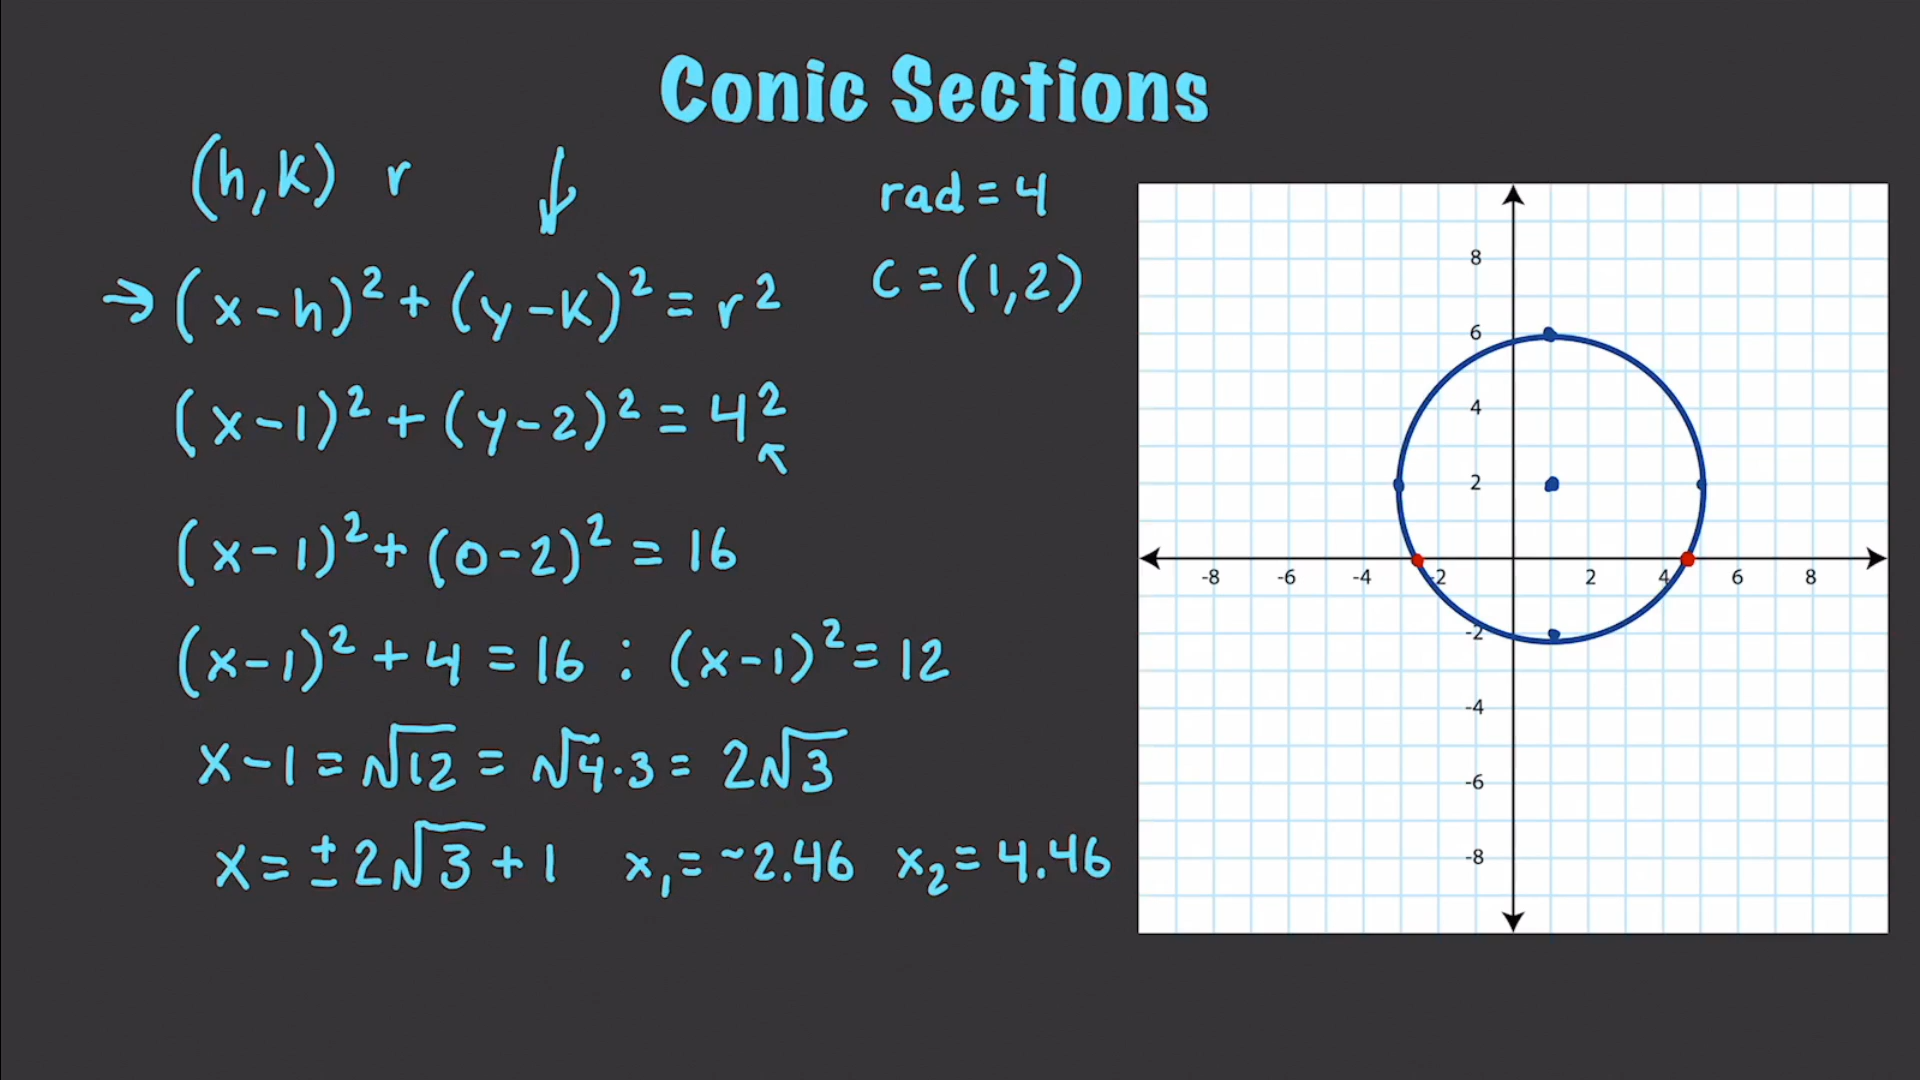 Conic Sections
(h,k) r
rad = 4
→ (x-h)² + (y-k)² = r²
C = (1,2)
(x-1)² + (y-2)² = 4²
(x-1)² + (0-2)² = 16
(x-1)² + 4 = 16 : (x-1)² = 12
x-1 = √12 = √4·3 = 2√3
x = ±2√3 + 1 x₁ = ~2.46 x₂ = 4.46
8
6
4
2
-8 -6 -4 -2 2 4 6 8
-2
-4
-6
-8